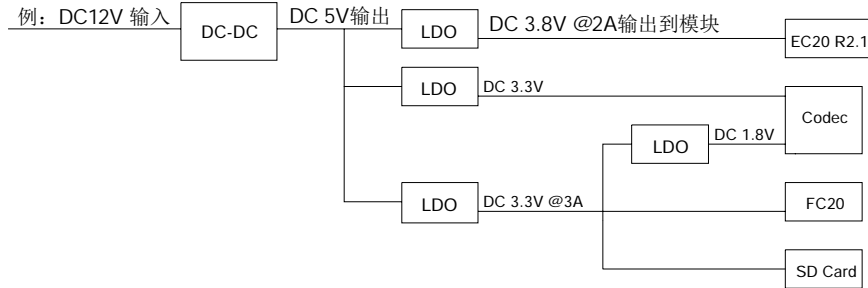 例：DC12V 输入
DC-DC
DC 5V输出
LDO
DC 3.8V @2A输出到模块
EC20 R2.1
LDO
DC 3.3V
Codec
LDO
DC 1.8V
LDO
DC 3.3V @3A
FC20
SD Card